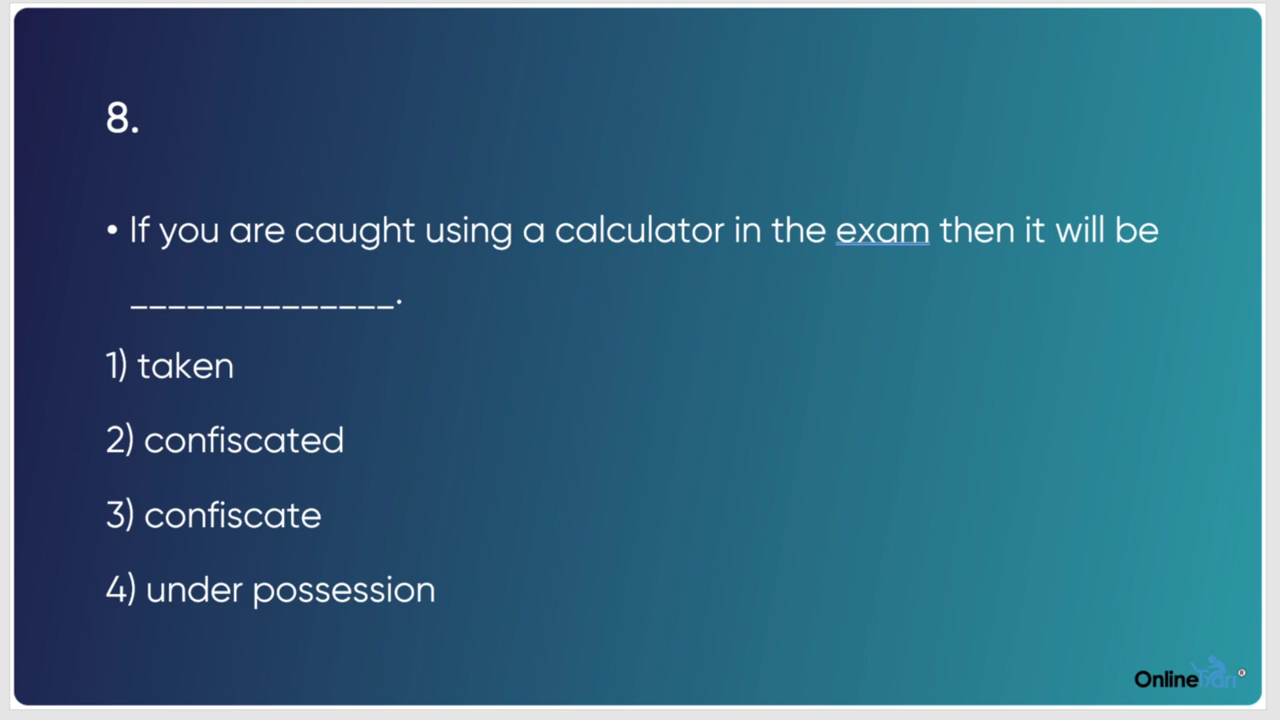 8.
• If you are caught using a calculator in the exam then it will be
______________.
1) taken
2) confiscated
3) confiscate
4) under possession
OnlineTyari®